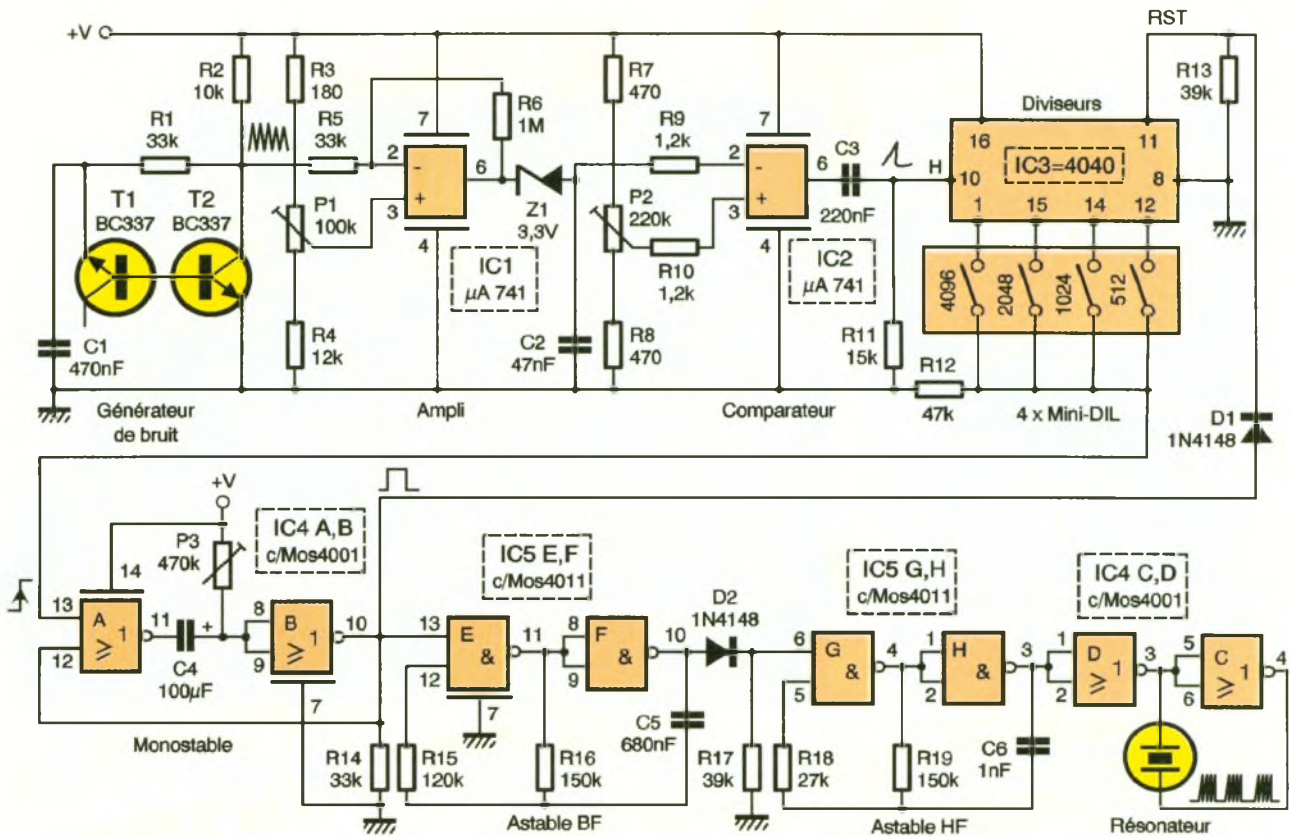 +V
RST
R2
10k
R3
180
R1
33k
R5
33k
R6
1M
R7
470
R9
1,2k
R13
39k
Diviseurs
T1
BC337
T2
BC337
P1
100k
7
2
-
6
+
3
4
Z1
3,3V
IC1
µA 741
P2
220k
R10
1,2k
7
2
-
6
+
3
4
C3
220nF
IC2
µA 741
H
16
11
10
IC3=4040
8
1
15
14
12
4096
2048
1024
512
C1
470nF
R4
12k
C2
47nF
R8
470
R11
15k
R12
47k
Générateur
de bruit
Ampli
Comparateur
4 x Mini-DIL
D1
1N4148
+V
P3
470k
IC4 A,B
c/Mos4001
14
13
A
≥ 1
12
11
+
C4
100µF
8
B
≥ 1
9
10
7
Monostable
R14
33k
IC5 E,F
c/Mos4011
13
E
&
12
11
7
8
F
&
9
10
R15
120k
R16
150k
C5
680nF
Astable BF
D2
1N4148
R17
39k
IC5 G,H
c/Mos4011
6
G
&
5
4
1
H
&
2
3
R18
27k
R19
150k
C6
1nF
Astable HF
IC4 C,D
c/Mos4001
1
D
≥ 1
2
3
5
C
≥ 1
6
4
Résonateur